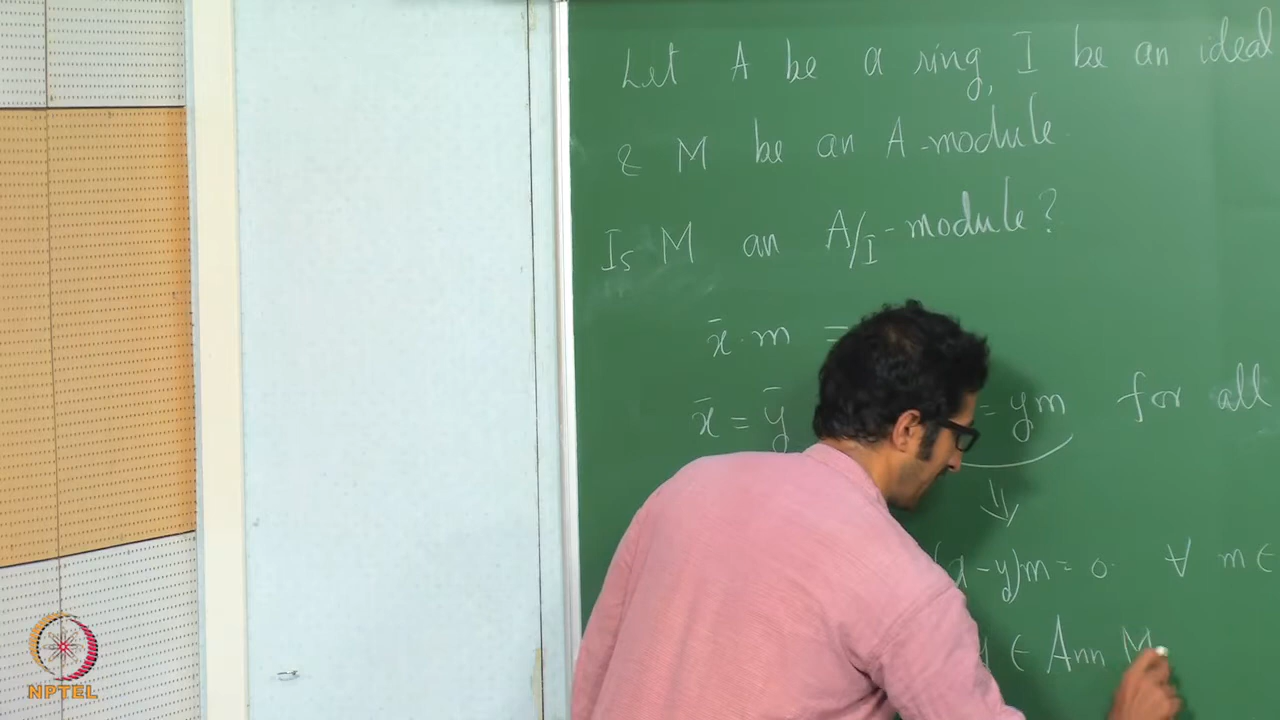 Let A be a ring, I be an ideal
& M be an A-module.
Is M an A/I-module?
x̄·m =
x̄ = ȳ = ym for all
⇓
-y)m = 0. ∀ m ∈
∈ Ann M
NPTEL